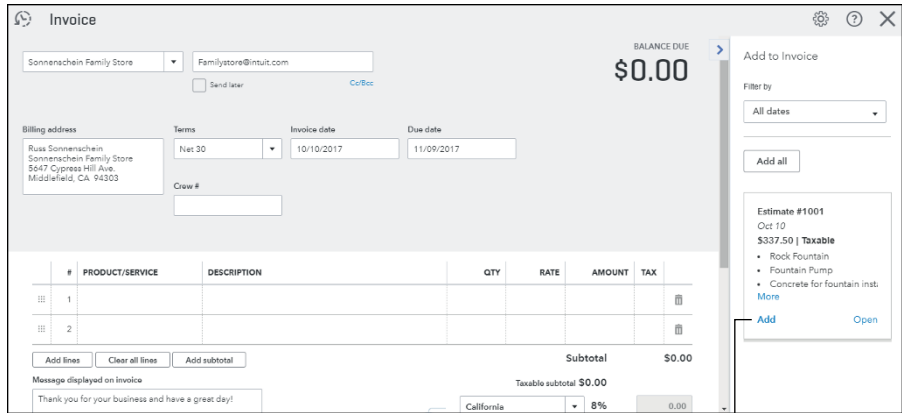 Invoice
Sonnenschein Family Store
Familystore@intuit.com
Send later
Cc/Bcc
BALANCE DUE
$0.00
Billing address
Russ Sonnenschein
Sonnenschein Family Store
5647 Cypress Hill Ave.
Middlefield, CA 94303
Terms
Net 30
Invoice date
10/10/2017
Due date
11/09/2017
Crew #
# PRODUCT/SERVICE DESCRIPTION QTY RATE AMOUNT TAX
1
2
Add lines Clear all lines Add subtotal
Subtotal $0.00
Message displayed on invoice
Thank you for your business and have a great day!
Taxable subtotal $0.00
California 8% 0.00
Add to Invoice
Filter by
All dates
Add all
Estimate #1001
Oct 10
$337.50 | Taxable
• Rock Fountain
• Fountain Pump
• Concrete for fountain insta
More
Add Open